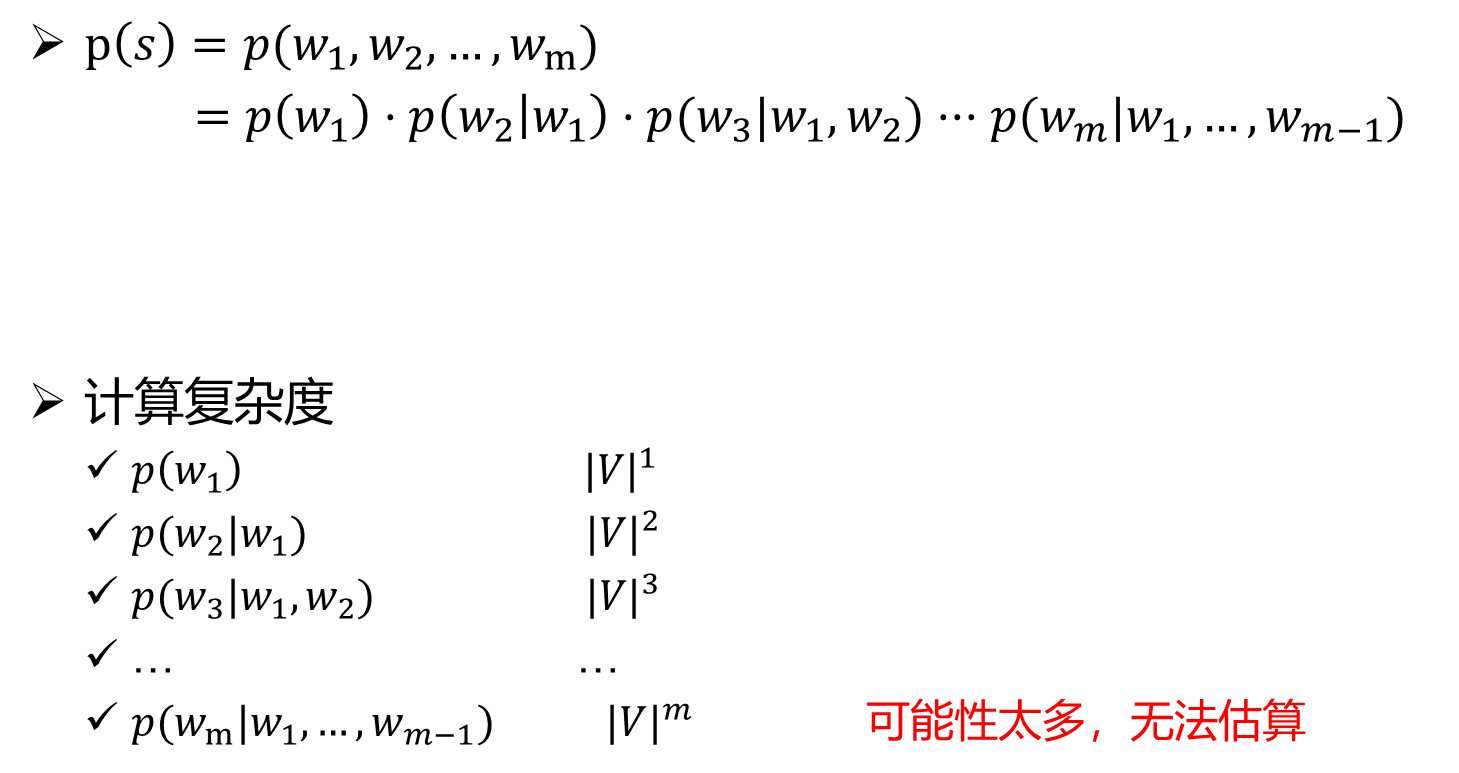 ➢ p(s) = p(w₁, w₂, … , wₘ)
= p(w₁) · p(w₂|w₁) · p(w₃|w₁, w₂) ⋯ p(wₘ|w₁, … , wₘ₋₁)
➢ 计算复杂度
✓ p(w₁) |V|¹
✓ p(w₂|w₁) |V|²
✓ p(w₃|w₁, w₂) |V|³
✓ … …
✓ p(wₘ|w₁, … , wₘ₋₁) |V|ᵐ 可能性太多，无法估算